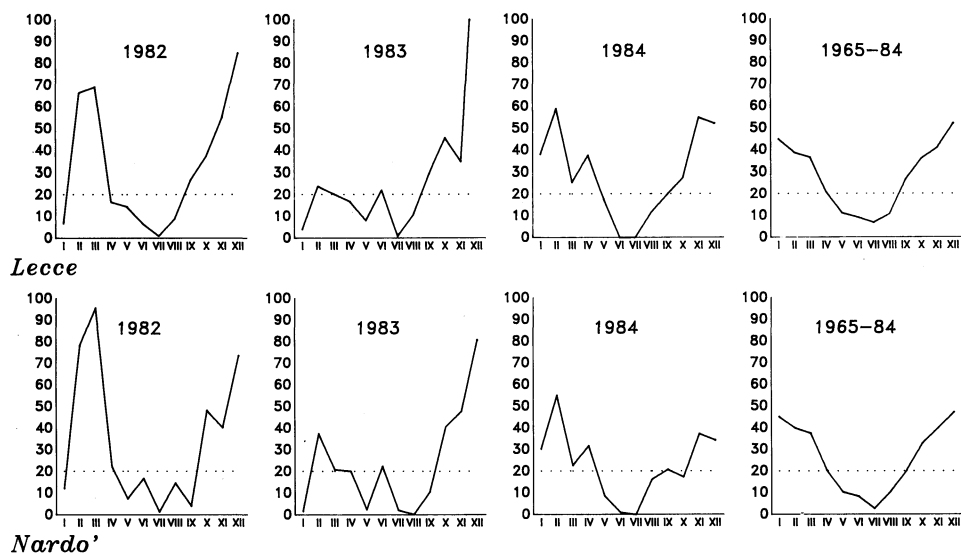 100 90 80 70 60 50 40 30 20 10 0
1982
I II III IV V VI VII VIII IX X XI XII
100 90 80 70 60 50 40 30 20 10 0
1983
I II III IV V VI VII VIII IX X XI XII
100 90 80 70 60 50 40 30 20 10 0
1984
I II III IV V VI VII VIII IX X XI XII
100 90 80 70 60 50 40 30 20 10 0
1965-84
I II III IV V VI VII VIII IX X XI XII
Lecce
100 90 80 70 60 50 40 30 20 10 0
1982
I II III IV V VI VII VIII IX X XI XII
100 90 80 70 60 50 40 30 20 10 0
1983
I II III IV V VI VII VIII IX X XI XII
100 90 80 70 60 50 40 30 20 10 0
1984
I II III IV V VI VII VIII IX X XI XII
100 90 80 70 60 50 40 30 20 10 0
1965-84
I II III IV V VI VII VIII IX X XI XII
Nardo'